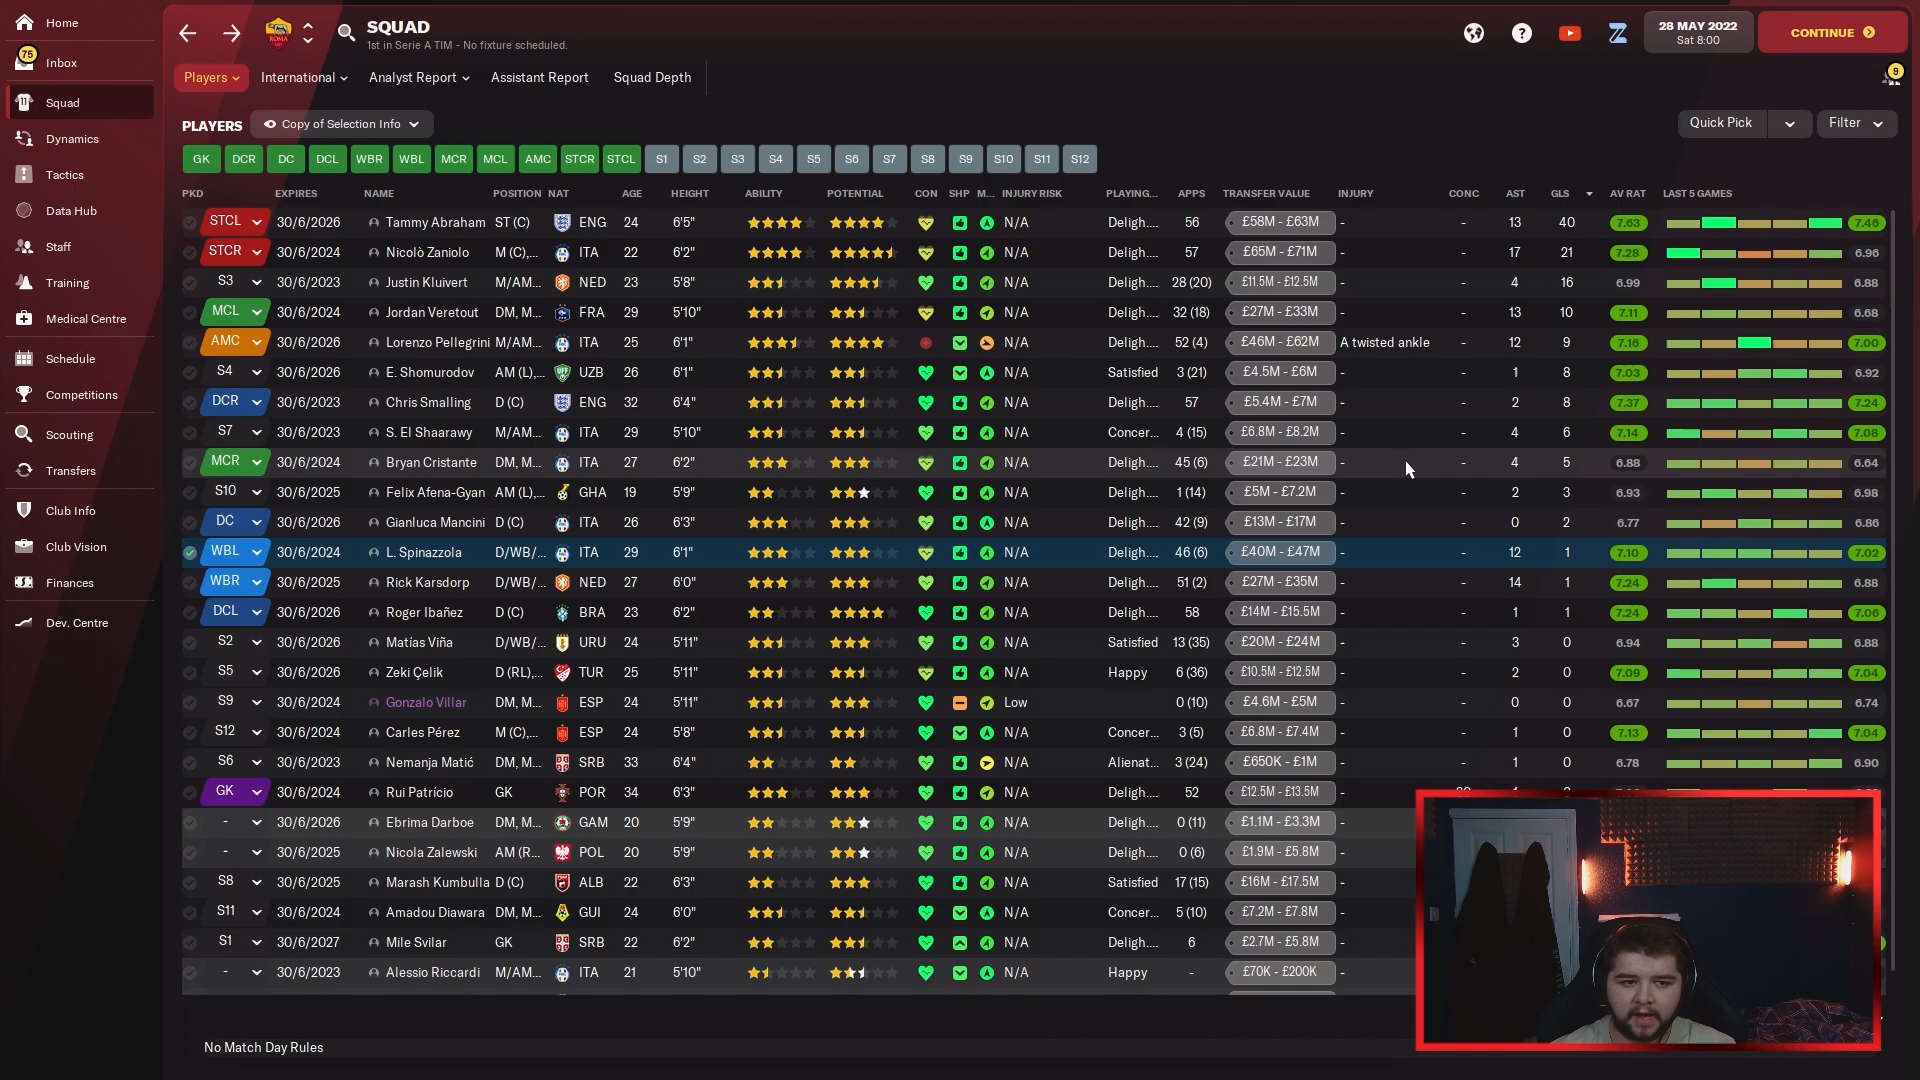 Home
75
Inbox
Squad
Dynamics
Tactics
Data Hub
Staff
Training
Medical Centre
Schedule
Competitions
Scouting
Transfers
Club Info
Club Vision
Finances
Dev. Centre
ROMA
SQUAD
1st in Serie A TIM - No fixture scheduled.
28 MAY 2022
Sat 8:00
CONTINUE
Players International Analyst Report Assistant Report Squad Depth
9
PLAYERS Copy of Selection Info Quick Pick Filter
GK DCR DC DCL WBR WBL MCR MCL AMC STCR STCL S1 S2 S3 S4 S5 S6 S7 S8 S9 S10 S11 S12
PKD EXPIRES NAME POSITION NAT AGE HEIGHT ABILITY POTENTIAL CON SHP M... INJURY RISK PLAYING... APPS TRANSFER VALUE INJURY CONC AST GLS AV RAT LAST 5 GAMES
STCL 30/6/2026 Tammy Abraham ST (C) ENG 24 6'5" N/A Deligh.... 56 £58M - £63M - - 13 40 7.63 7.46
STCR 30/6/2026 Nicolò Zaniolo M (C),... ITA 22 6'2" N/A Deligh.... 57 £65M - £71M - - 17 21 7.28 6.96
S3 30/6/2023 Justin Kluivert M/AM... NED 23 5'8" N/A Deligh.... 28 (20) £11.5M - £12.5M - - 4 16 6.99 6.88
MCL 30/6/2024 Jordan Veretout DM, M... FRA 29 5'10" N/A Deligh.... 32 (18) £27M - £33M - - 13 10 7.11 6.68
AMC 30/6/2026 Lorenzo Pellegrini M/AM... ITA 25 6'1" N/A Deligh.... 52 (4) £46M - £62M A twisted ankle - 12 9 7.16 7.00
S4 30/6/2026 E. Shomurodov AM (L),... UZB 26 6'1" N/A Satisfied 3 (21) £4.5M - £6M - - 1 8 7.03 6.92
DCR 30/6/2023 Chris Smalling D (C) ENG 32 6'4" N/A Deligh.... 57 £5.4M - £7M - - 2 8 7.37 7.24
S7 30/6/2023 S. El Shaarawy M/AM... ITA 29 5'10" N/A Concer... 4 (15) £6.8M - £8.2M - - 4 6 7.14 7.08
MCR 30/6/2024 Bryan Cristante DM, M... ITA 27 6'2" N/A Deligh.... 45 (6) £21M - £23M - - 4 5 6.88 6.64
S10 30/6/2025 Felix Afena-Gyan AM (L),... GHA 19 5'9" N/A Deligh.... 1 (14) £5M - £7.2M - - 2 3 6.93 6.98
DC 30/6/2026 Gianluca Mancini D (C) ITA 26 6'3" N/A Deligh.... 42 (9) £13M - £17M - - 0 2 6.77 6.86
WBL 30/6/2024 L. Spinazzola D/WB/... ITA 29 6'1" N/A Deligh.... 46 (6) £40M - £47M - - 12 1 7.10 7.02
WBR 30/6/2025 Rick Karsdorp D/WB/... NED 27 6'0" N/A Deligh.... 51 (2) £27M - £35M - - 14 1 7.24 6.88
DCL 30/6/2026 Roger Ibañez D (C) BRA 23 6'2" N/A Deligh.... 58 £14M - £15.5M - - 1 1 7.24 7.06
S2 30/6/2026 Matías Viña D/WB/... URU 24 5'11" N/A Satisfied 13 (35) £20M - £24M - - 3 0 6.94 6.88
S5 30/6/2026 Zeki Çelik D (RL),... TUR 25 5'11" N/A Happy 6 (36) £10.5M - £12.5M - - 2 0 7.09 7.04
S9 30/6/2024 Gonzalo Villar DM, M... ESP 24 5'11" Low 0 (10) £4.6M - £5M - - 0 0 6.67 6.74
S12 30/6/2024 Carles Pérez M (C),... ESP 24 5'8" N/A Concer... 3 (5) £6.8M - £7.4M - - 1 0 7.13 7.04
S6 30/6/2023 Nemanja Matić DM, M... SRB 33 6'4" N/A Alienat... 3 (24) £650K - £1M - - 1 0 6.78 6.90
GK 30/6/2024 Rui Patrício GK POR 34 6'3" N/A Deligh.... 52 £12.5M - £13.5M -
- 30/6/2026 Ebrima Darboe DM, M... GAM 20 5'9" N/A Deligh.... 0 (11) £1.1M - £3.3M -
- 30/6/2025 Nicola Zalewski AM (R... POL 20 5'9" N/A Deligh.... 0 (6) £1.9M - £5.8M -
S8 30/6/2025 Marash Kumbulla D (C) ALB 22 6'3" N/A Satisfied 17 (15) £16M - £17.5M -
S11 30/6/2024 Amadou Diawara DM, M... GUI 24 6'0" N/A Concer... 5 (10) £7.2M - £7.8M -
S1 30/6/2027 Mile Svilar GK SRB 22 6'2" N/A Deligh.... 6 £2.7M - £5.8M -
- 30/6/2023 Alessio Riccardi M/AM... ITA 21 5'10" N/A Happy - £70K - £200K -
No Match Day Rules